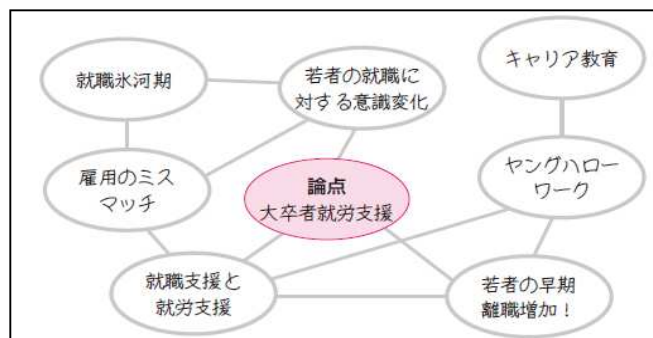 就職氷河期
若者の就職に
対する意識変化
キャリア教育
雇用のミス
マッチ
論点
大卒者就労支援
ヤングハロー
ワーク
就職支援と
就労支援
若者の早期
離職増加！